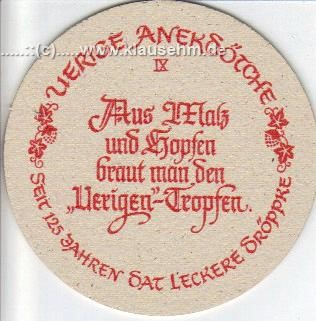 .....::(c)....www.klausehm.de::.....
UERIGE ANEKSÖTCHE
IX
Aus Malz
und Hopfen
braut man den
„Uerigen"-Tropfen.
SEIT 125 JAHREN DAT LECKERE DRÖPPKE